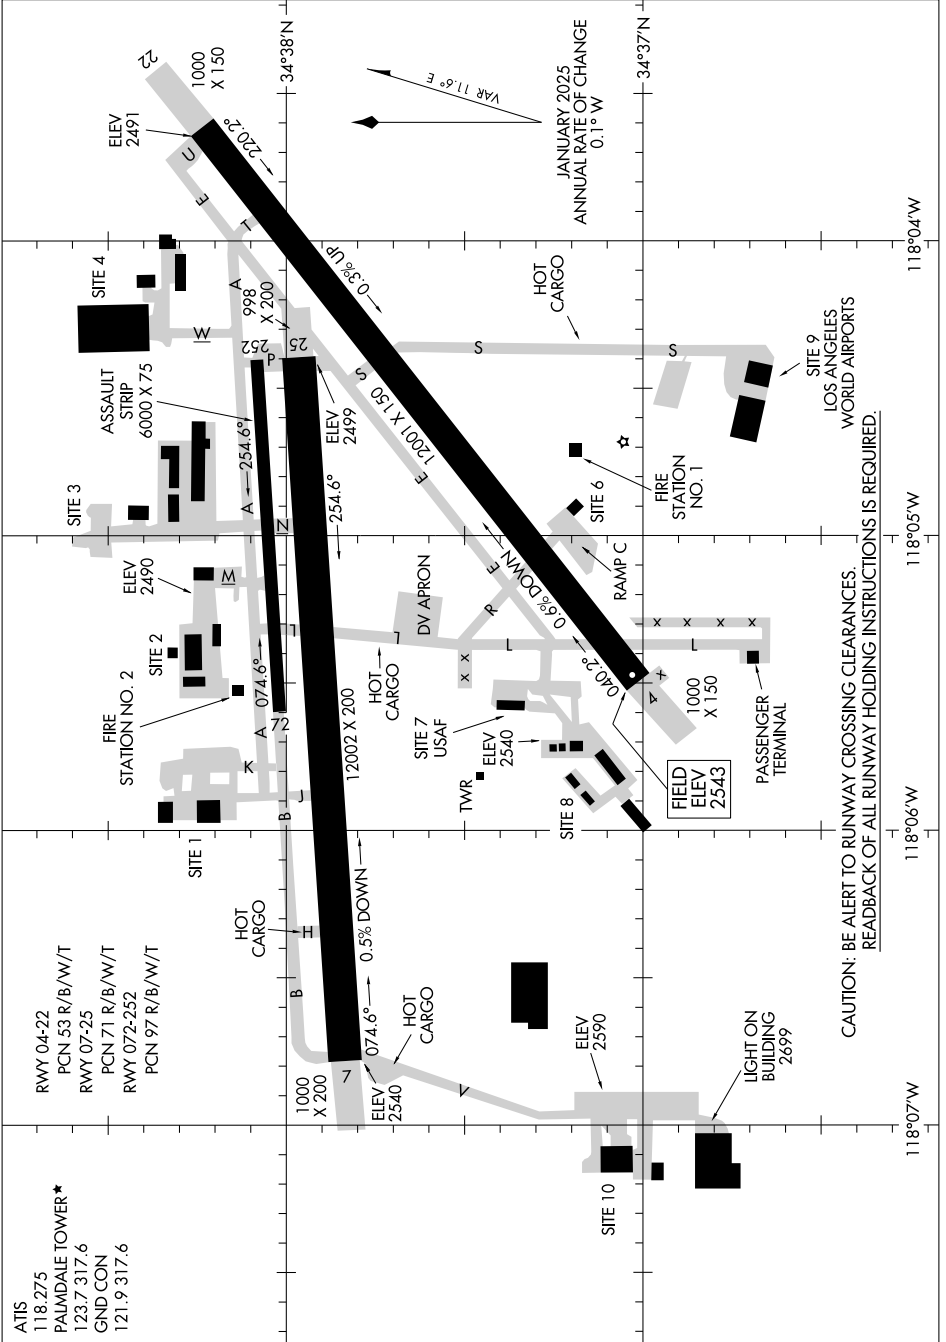 ATIS
118.275
PALMDALE TOWER★
123.7 317.6
GND CON
121.9 317.6
RWY 04-22
PCN 53 R/B/W/T
RWY 07-25
PCN 71 R/B/W/T
RWY 072-252
PCN 97 R/B/W/T
SITE 1
FIRE
STATION NO. 2
SITE 2
ELEV
2490
SITE 3
ASSAULT
STRIP
6000 X 75
SITE 4
ELEV
2491
22
1000
X 150
34°38'N
34°37'N
VAR 11.6° E
JANUARY 2025
ANNUAL RATE OF CHANGE
0.1° W
U
E
T
220.2°
A
W
998
X 200
252
25
P
254.6°
A
N
M
L
074.6°
72
A
K
J
B
HOT
CARGO
H
B
1000
X 200
7
ELEV
2540
074.6°
0.5% DOWN
12002 X 200
254.6°
ELEV
2499
0.3% UP
S
12001 X 150
E
HOT
CARGO
S
S
HOT
CARGO
V
HOT
CARGO
L
DV APRON
R
E
0.6% DOWN
040.2°
x x
L
SITE 7
USAF
ELEV
2540
TWR
SITE 8
FIELD
ELEV
2543
4
x
1000
X 150
x x x x
L
PASSENGER
TERMINAL
RAMP C
SITE 6
FIRE
STATION
NO. 1
SITE 9
LOS ANGELES
WORLD AIRPORTS
ELEV
2590
SITE 10
LIGHT ON
BUILDING
2699
CAUTION: BE ALERT TO RUNWAY CROSSING CLEARANCES.
READBACK OF ALL RUNWAY HOLDING INSTRUCTIONS IS REQUIRED.
118°07'W
118°06'W
118°05'W
118°04'W